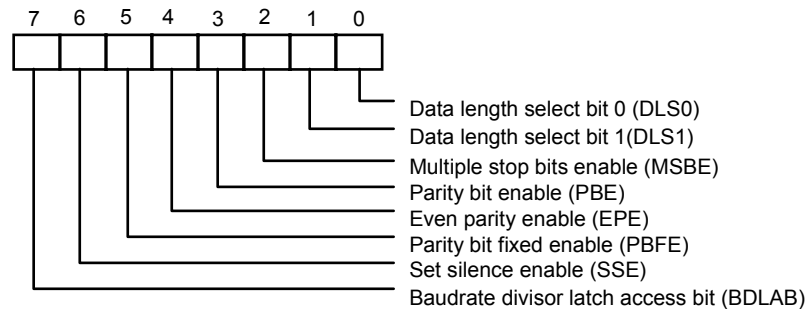 7 6 5 4 3 2 1 0
Data length select bit 0 (DLS0)
Data length select bit 1(DLS1)
Multiple stop bits enable (MSBE)
Parity bit enable (PBE)
Even parity enable (EPE)
Parity bit fixed enable (PBFE)
Set silence enable (SSE)
Baudrate divisor latch access bit (BDLAB)